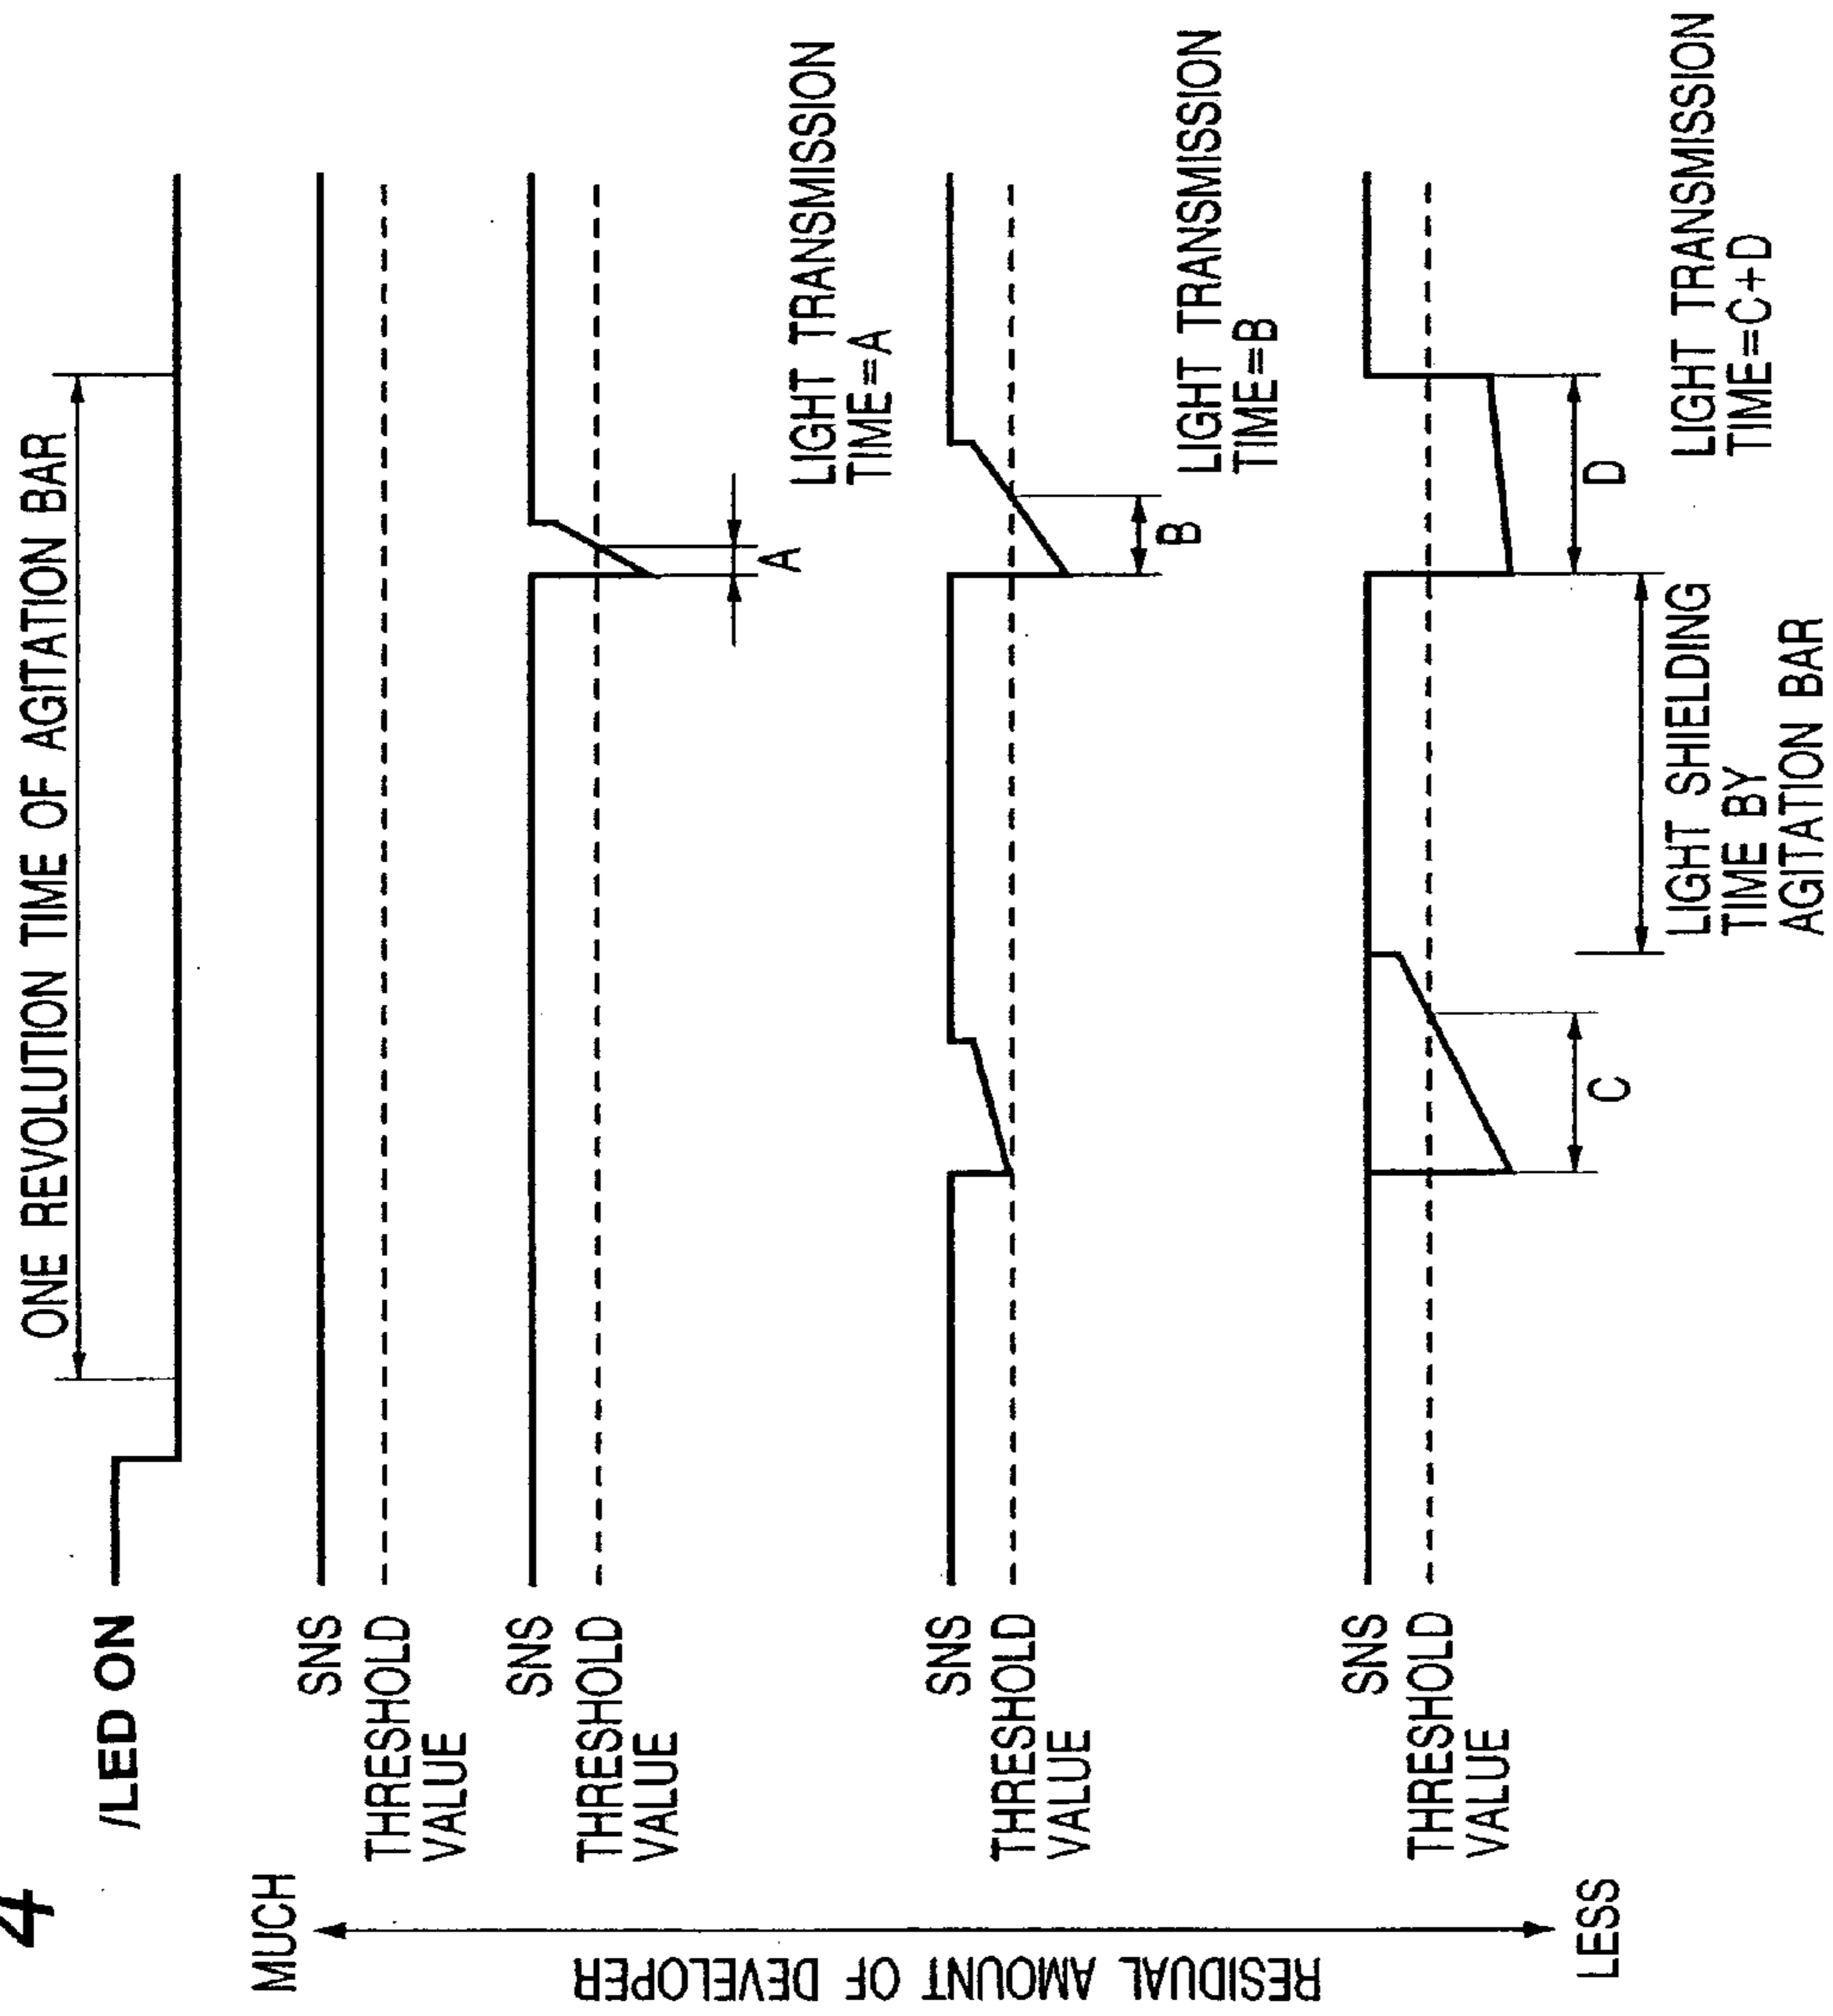 4
ONE REVOLUTION TIME OF AGITATION BAR
/LED ON
MUCH
SNS
THRESHOLD
VALUE
SNS
THRESHOLD
VALUE
A
LIGHT TRANSMISSION
TIME=A
RESIDUAL AMOUNT OF DEVELOPER
SNS
THRESHOLD
VALUE
B
LIGHT TRANSMISSION
TIME=B
SNS
THRESHOLD
VALUE
C
D
LIGHT SHIELDING
TIME BY
AGITATION BAR
LIGHT TRANSMISSION
TIME=C+D
LESS